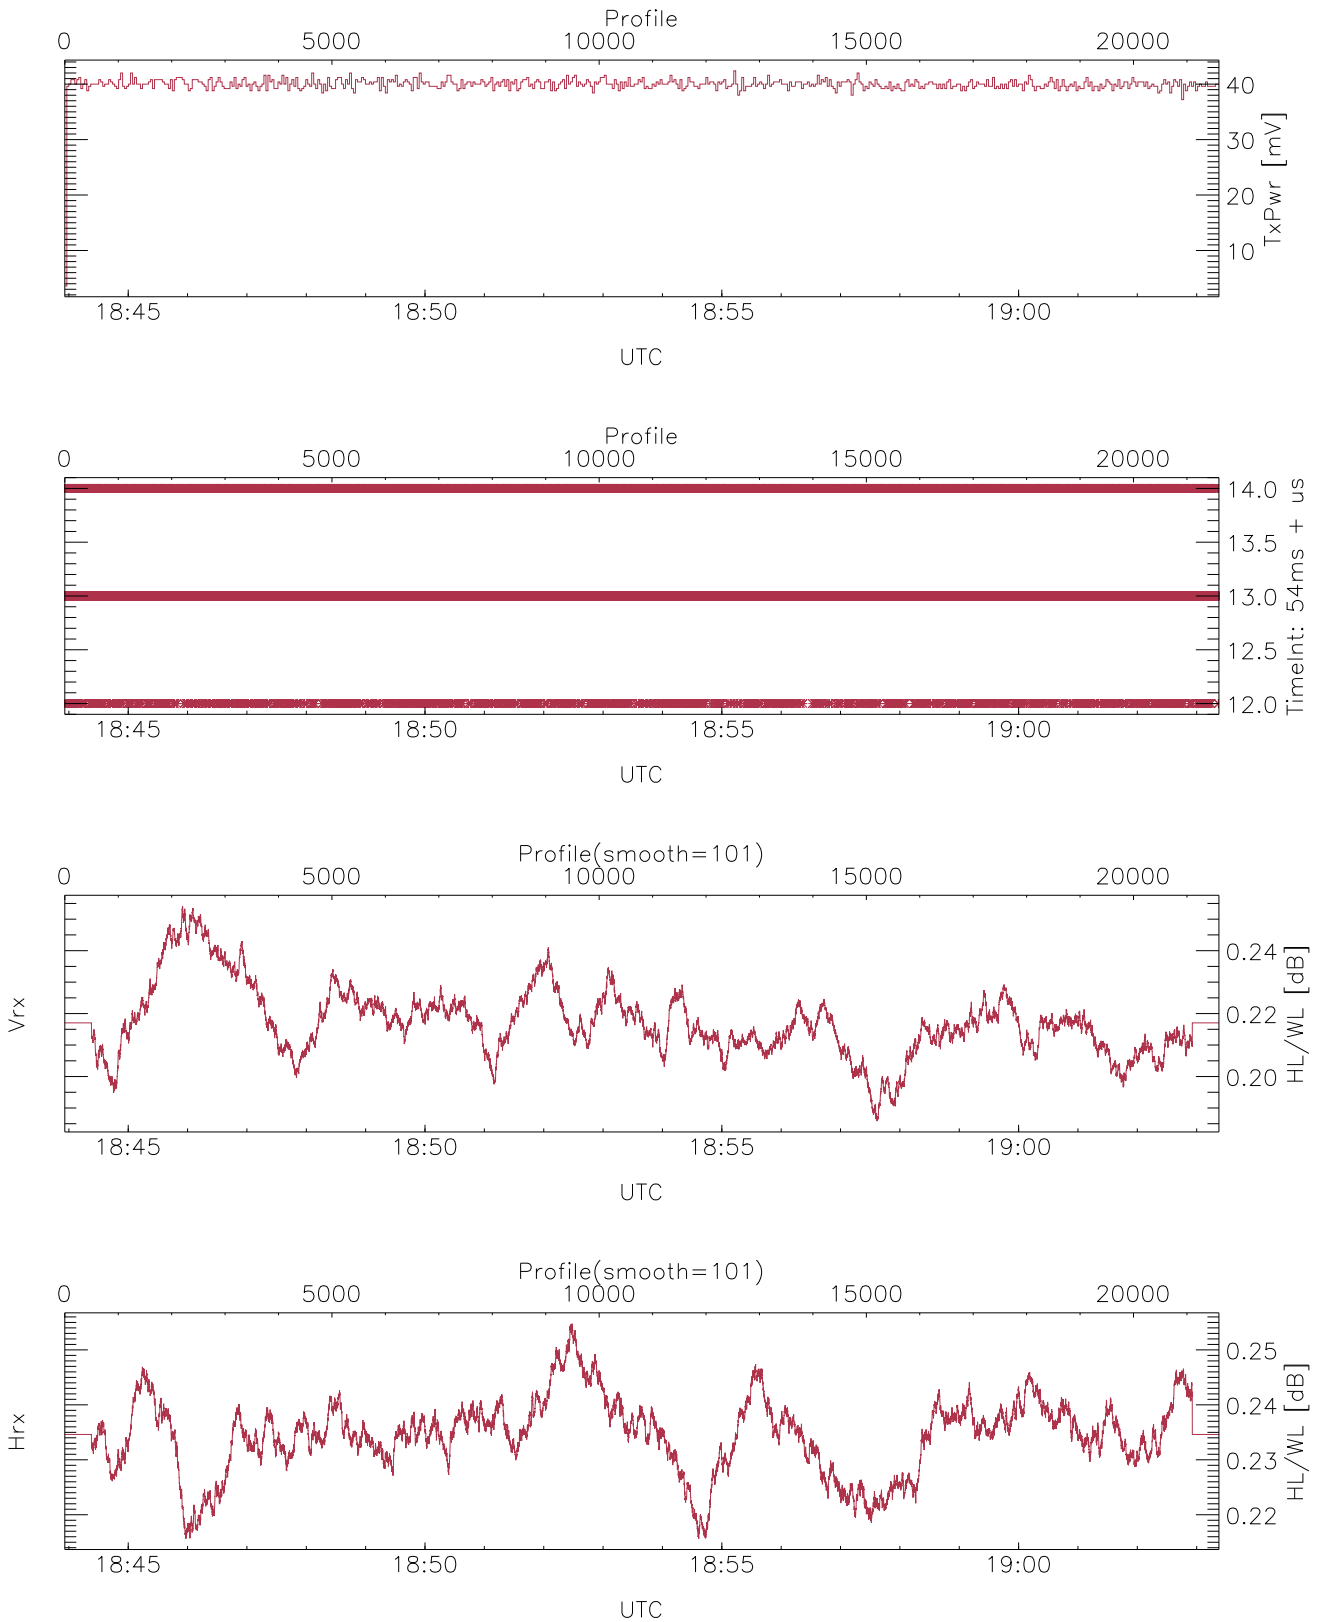 Profile
0 5000 10000 15000 20000
40
30
20
10
TxPwr [mV]
18:45 18:50 18:55 19:00
UTC
Profile
0 5000 10000 15000 20000
14.0
13.5
13.0
12.5
12.0
TimeInt: 54ms + us
18:45 18:50 18:55 19:00
UTC
Profile(smooth=101)
0 5000 10000 15000 20000
Vrx
0.24
0.22
0.20
HL/WL [dB]
18:45 18:50 18:55 19:00
UTC
Profile(smooth=101)
0 5000 10000 15000 20000
Hrx
0.25
0.24
0.23
0.22
HL/WL [dB]
18:45 18:50 18:55 19:00
UTC